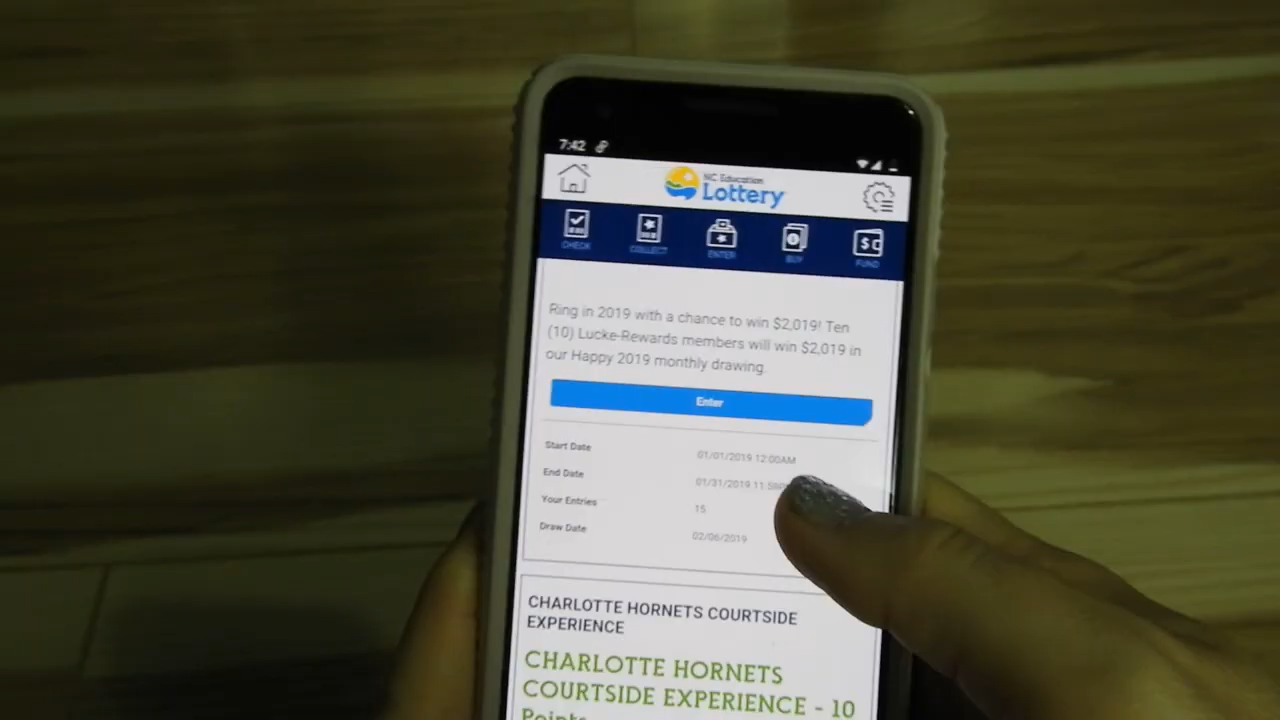 7:42
NC Education
Lottery
CHECK COLLECT ENTER BUY FUND
Ring in 2019 with a chance to win $2,019! Ten
(10) Lucke-Rewards members will win $2,019 in
our Happy 2019 monthly drawing.
Enter
Start Date 01/01/2019 12:00AM
End Date 01/31/2019
Your Entries 15
Draw Date 02/06/2019
CHARLOTTE HORNETS COURTSIDE
EXPERIENCE
CHARLOTTE HORNETS
COURTSIDE EXPERIENCE - 10
Points